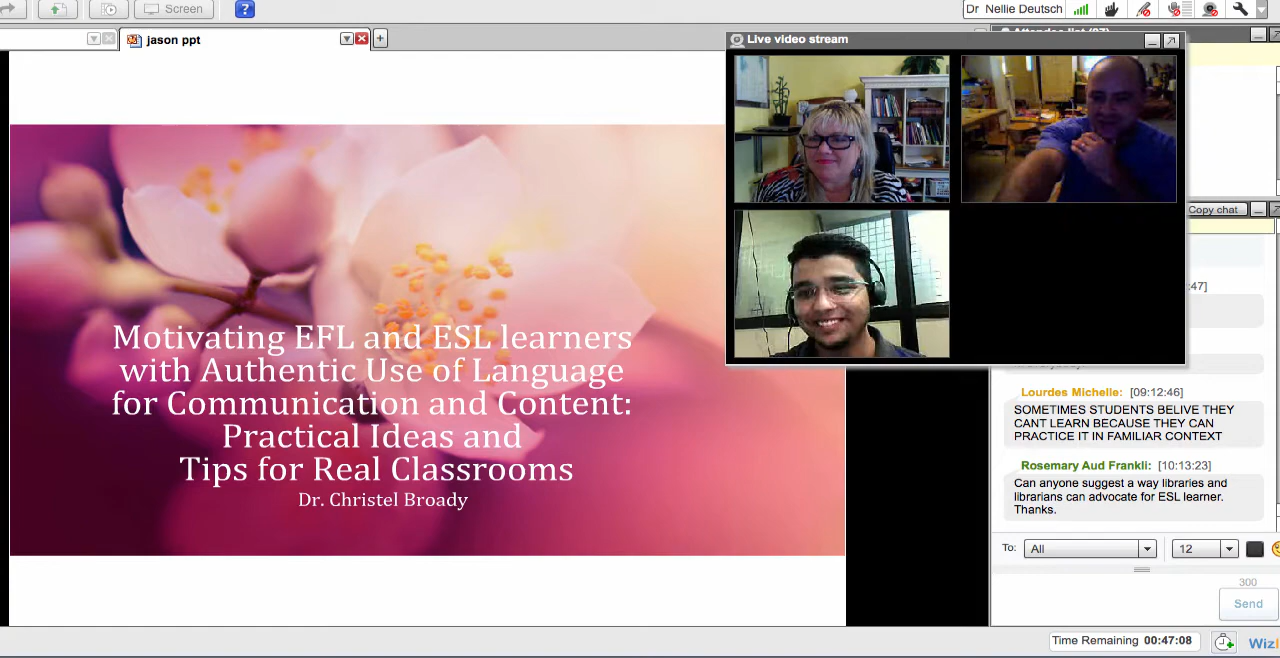 Screen
?
Dr Nellie Deutsch
jason ppt
+
Live video stream
Motivating EFL and ESL learners
with Authentic Use of Language
for Communication and Content:
Practical Ideas and
Tips for Real Classrooms
Dr. Christel Broady
Copy chat
:47]
Lourdes Michelle: [09:12:46]
SOMETIMES STUDENTS BELIVE THEY
CANT LEARN BECAUSE THEY CAN
PRACTICE IT IN FAMILIAR CONTEXT
Rosemary Aud Frankli: [10:13:23]
Can anyone suggest a way libraries and
librarians can advocate for ESL learner.
Thanks.
To: All 12
300
Send
Time Remaining 00:47:08
WizI